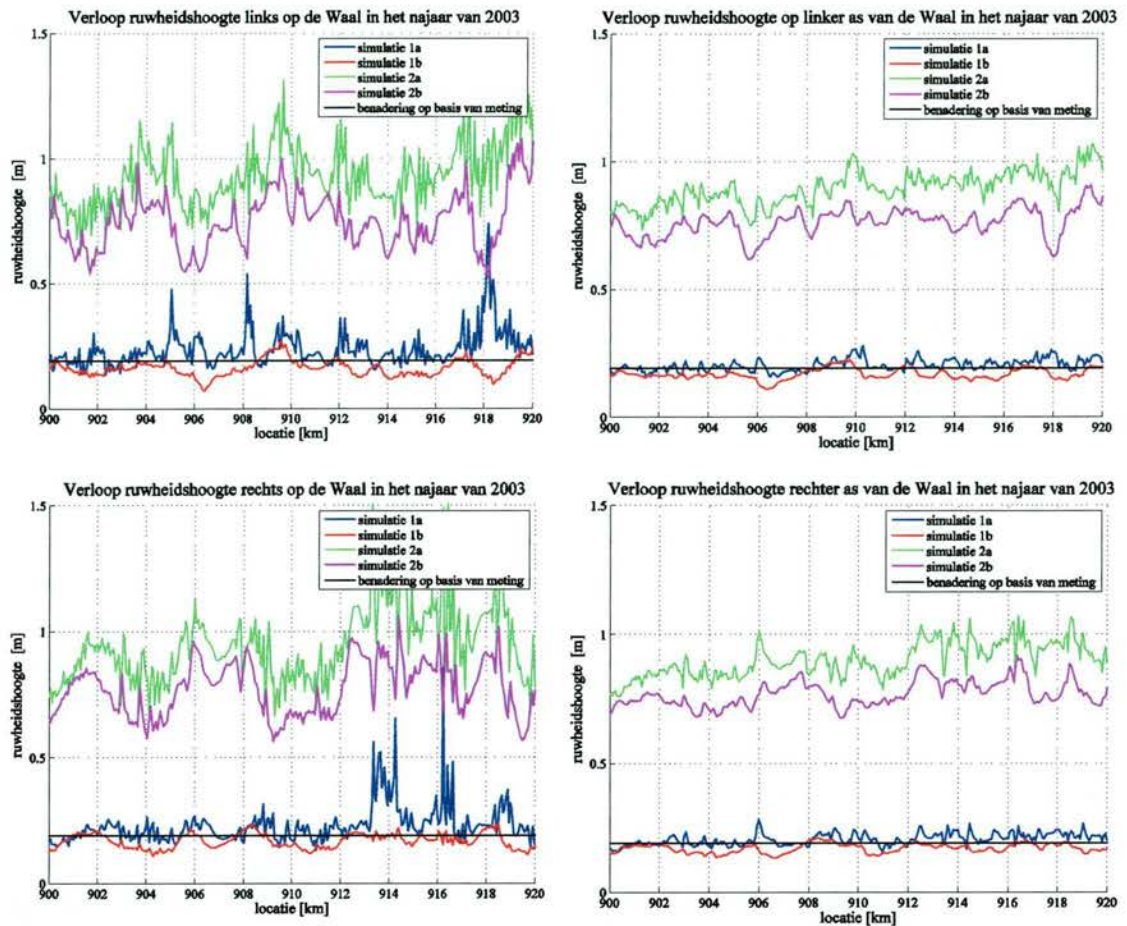 Verloop ruwheidshoogte links op de Waal in het najaar van 2003
1.5
simulatie 1a
simulatie 1b
simulatie 2a
simulatie 2b
benadering op basis van meting
1
0.5
0
ruwheidshoogte [m]
900 902 904 906 908 910 912 914 916 918 920
locatie [km]
Verloop ruwheidshoogte op linker as van de Waal in het najaar van 2003
1.5
simulatie 1a
simulatie 1b
simulatie 2a
simulatie 2b
benadering op basis van meting
1
0.5
0
ruwheidshoogte [m]
900 902 904 906 908 910 912 914 916 918 920
locatie [km]
Verloop ruwheidshoogte rechts op de Waal in het najaar van 2003
1.5
simulatie 1a
simulatie 1b
simulatie 2a
simulatie 2b
benadering op basis van meting
1
0.5
0
ruwheidshoogte [m]
900 902 904 906 908 910 912 914 916 918 920
locatie [km]
Verloop ruwheidshoogte rechter as van de Waal in het najaar van 2003
1.5
simulatie 1a
simulatie 1b
simulatie 2a
simulatie 2b
benadering op basis van meting
1
0.5
0
ruwheidshoogte [m]
900 902 904 906 908 910 912 914 916 918 920
locatie [km]